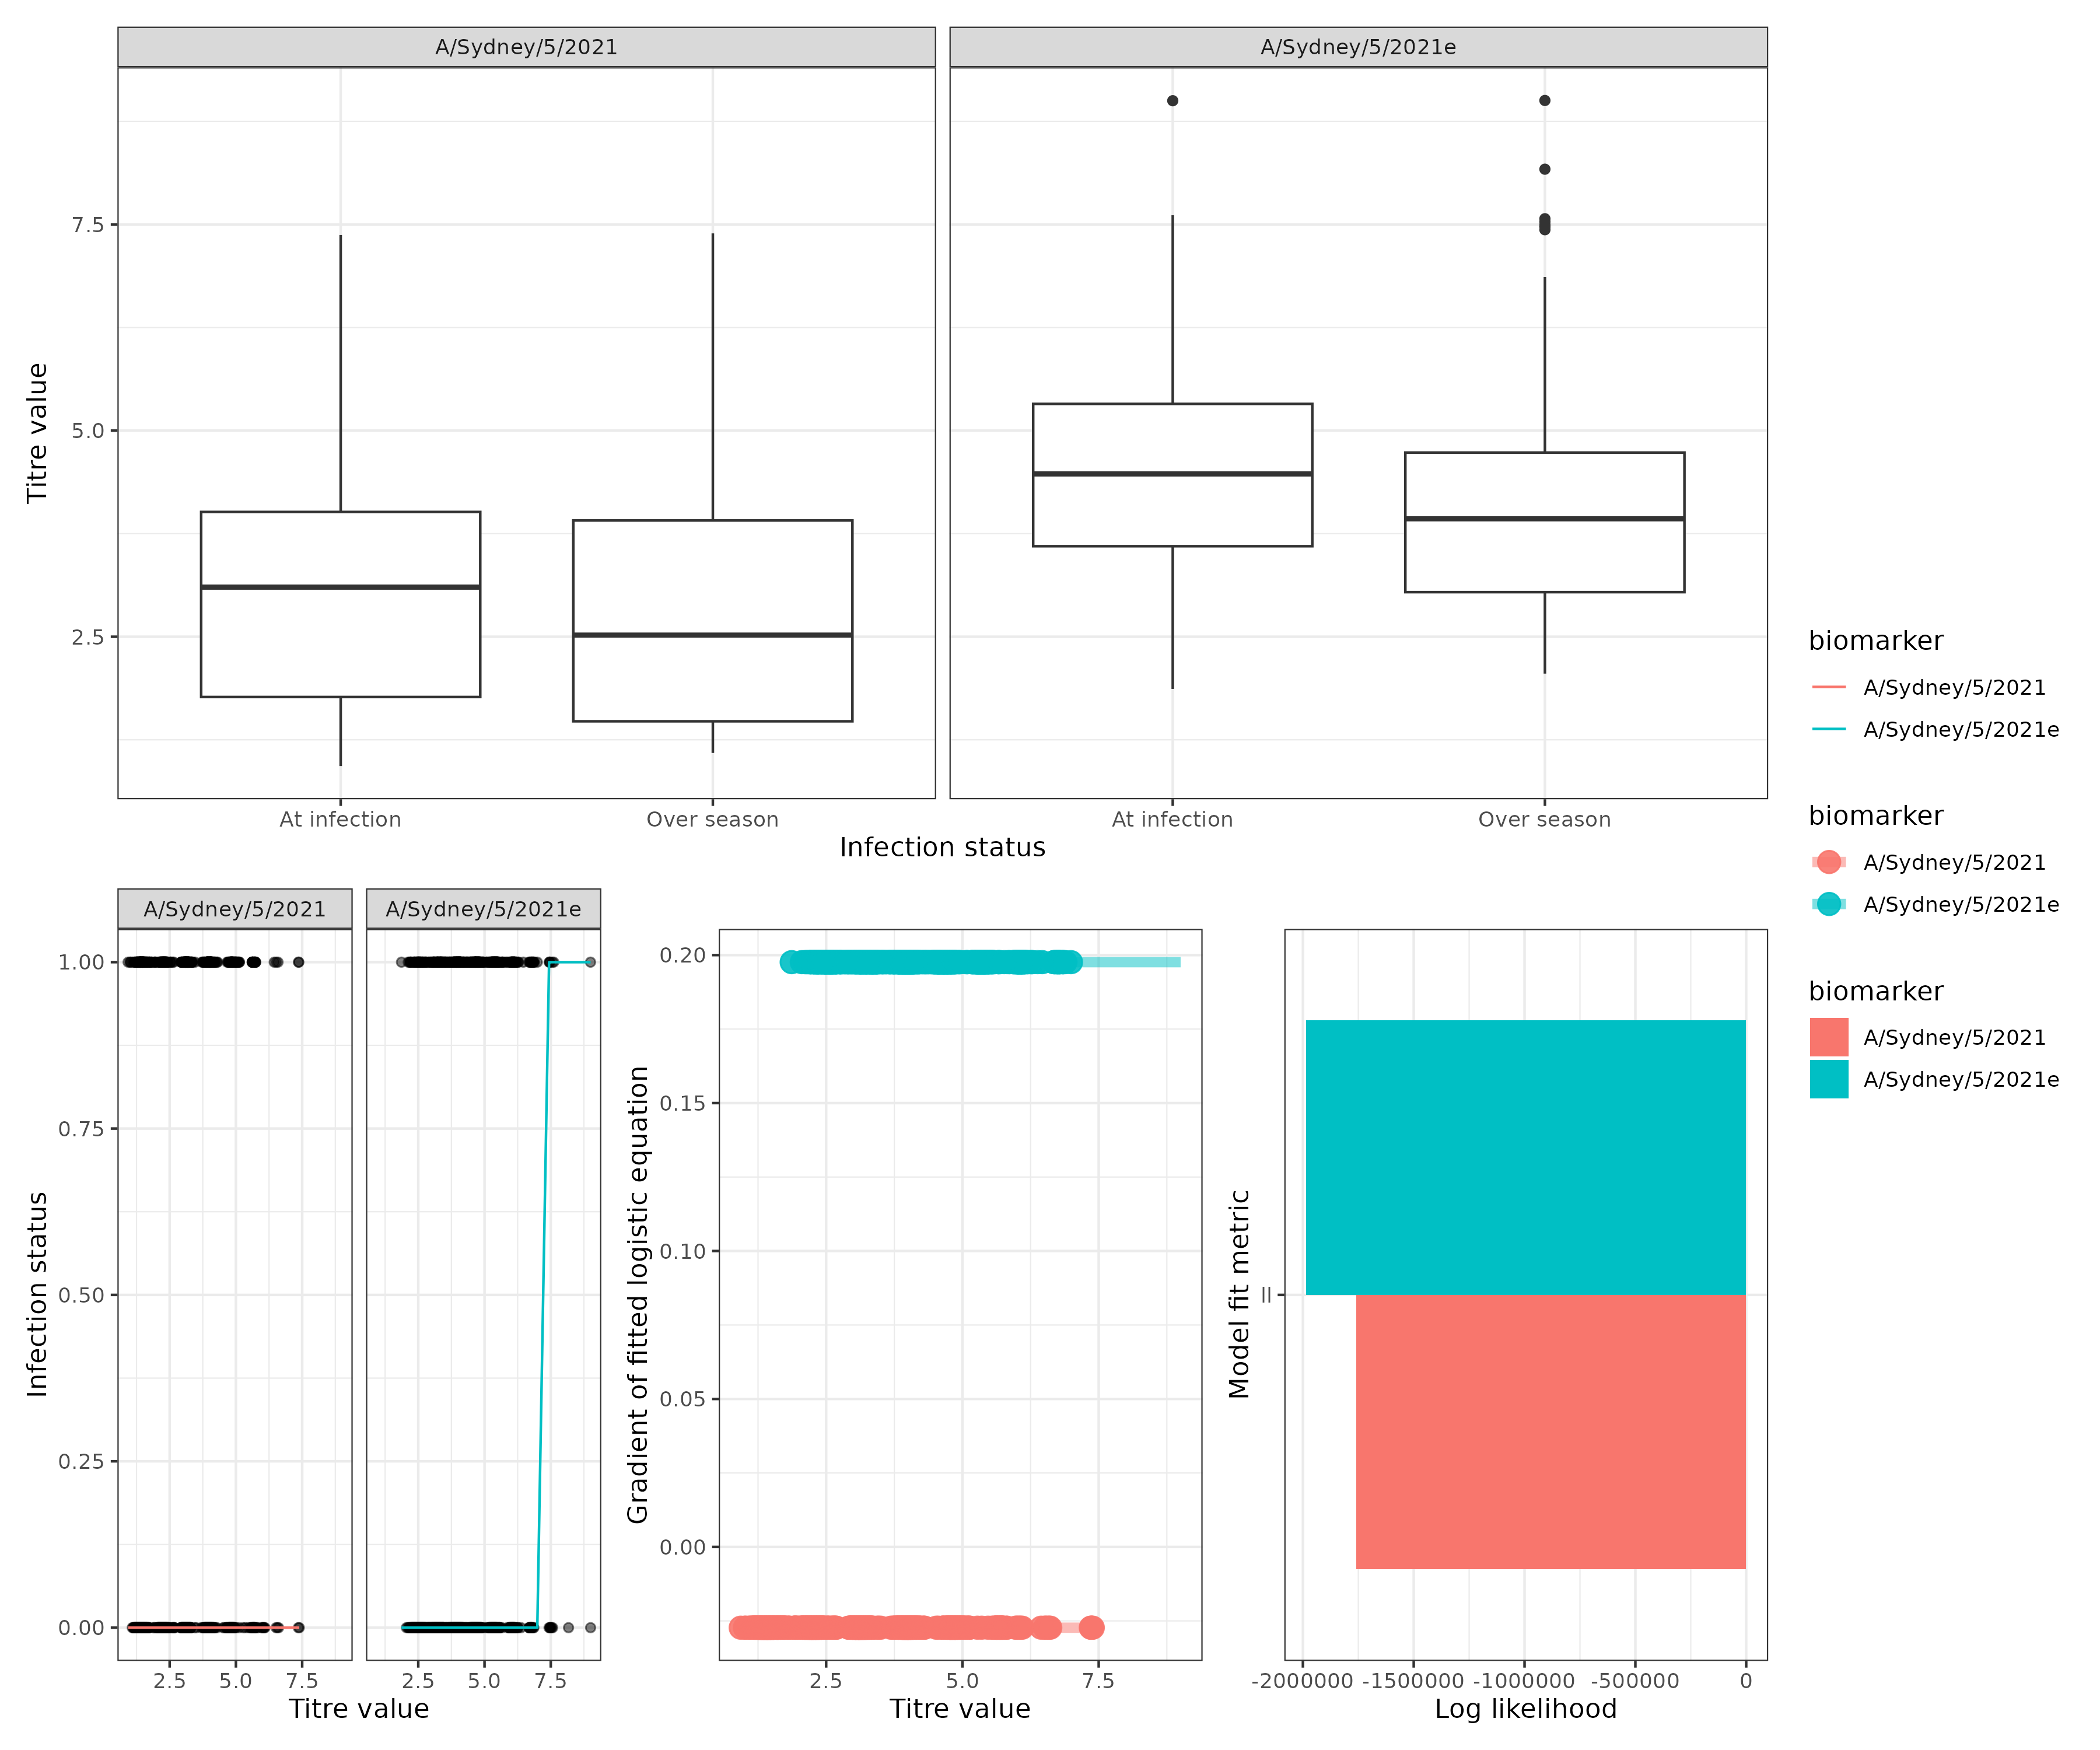 A/Sydney/5/2021
A/Sydney/5/2021e
Titre value
7.5
5.0
2.5
At infection
Over season
At infection
Over season
Infection status
A/Sydney/5/2021
A/Sydney/5/2021e
Infection status
1.00
0.75
0.50
0.25
0.00
2.5
5.0
7.5
2.5
5.0
7.5
Titre value
Gradient of fitted logistic equation
0.20
0.15
0.10
0.05
0.00
2.5
5.0
7.5
Titre value
Model fit metric
ll
-2000000
-1500000
-1000000
-500000
0
Log likelihood
biomarker
A/Sydney/5/2021
A/Sydney/5/2021e
biomarker
A/Sydney/5/2021
A/Sydney/5/2021e
biomarker
A/Sydney/5/2021
A/Sydney/5/2021e